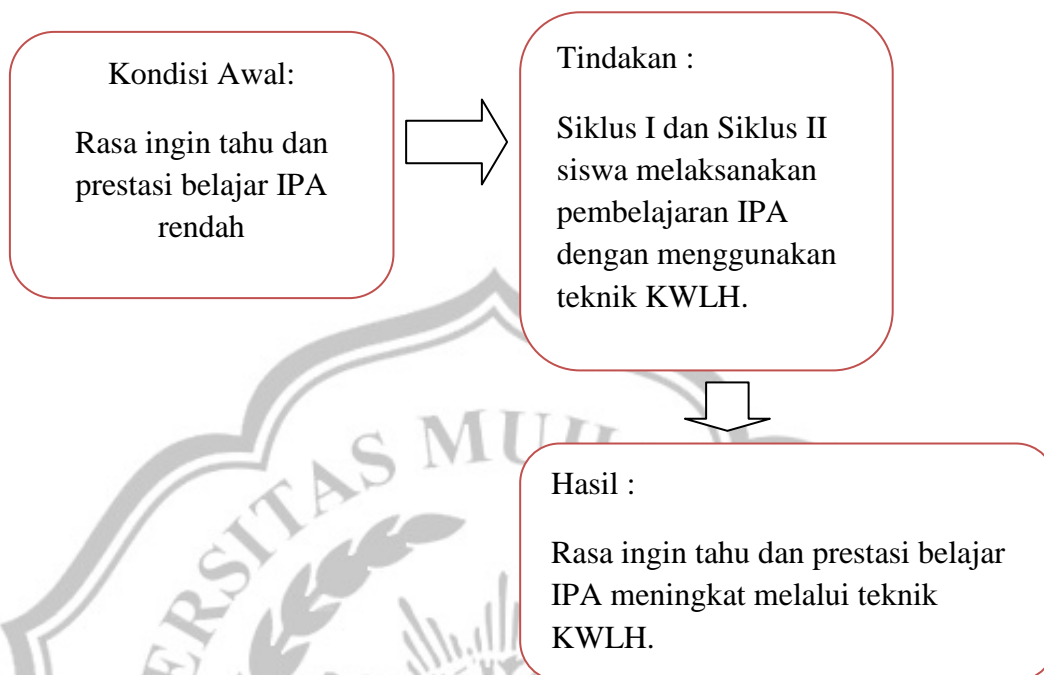 Kondisi Awal:
Rasa ingin tahu dan
prestasi belajar IPA
rendah
Tindakan :
Siklus I dan Siklus II
siswa melaksanakan
pembelajaran IPA
dengan menggunakan
teknik KWLH.
Hasil :
Rasa ingin tahu dan prestasi belajar
IPA meningkat melalui teknik
KWLH.